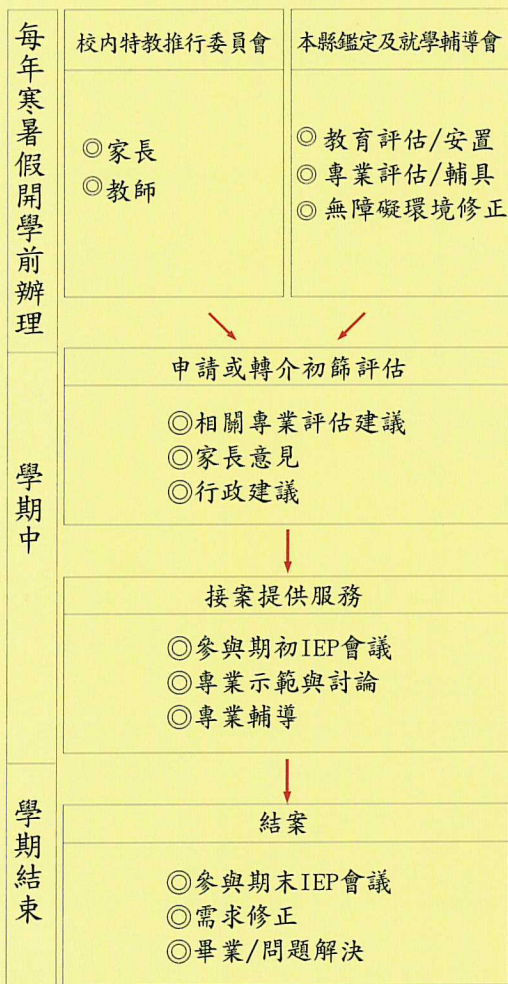 每年寒暑假開學前辦理
校內特教推行委員會
◎家長
◎教師
本縣鑑定及就學輔導會
◎教育評估/安置
◎專業評估/輔具
◎無障礙環境修正
學期中
申請或轉介初篩評估
◎相關專業評估建議
◎家長意見
◎行政建議
接案提供服務
◎參與期初IEP會議
◎專業示範與討論
◎專業輔導
學期結束
結案
◎參與期末IEP會議
◎需求修正
◎畢業/問題解決